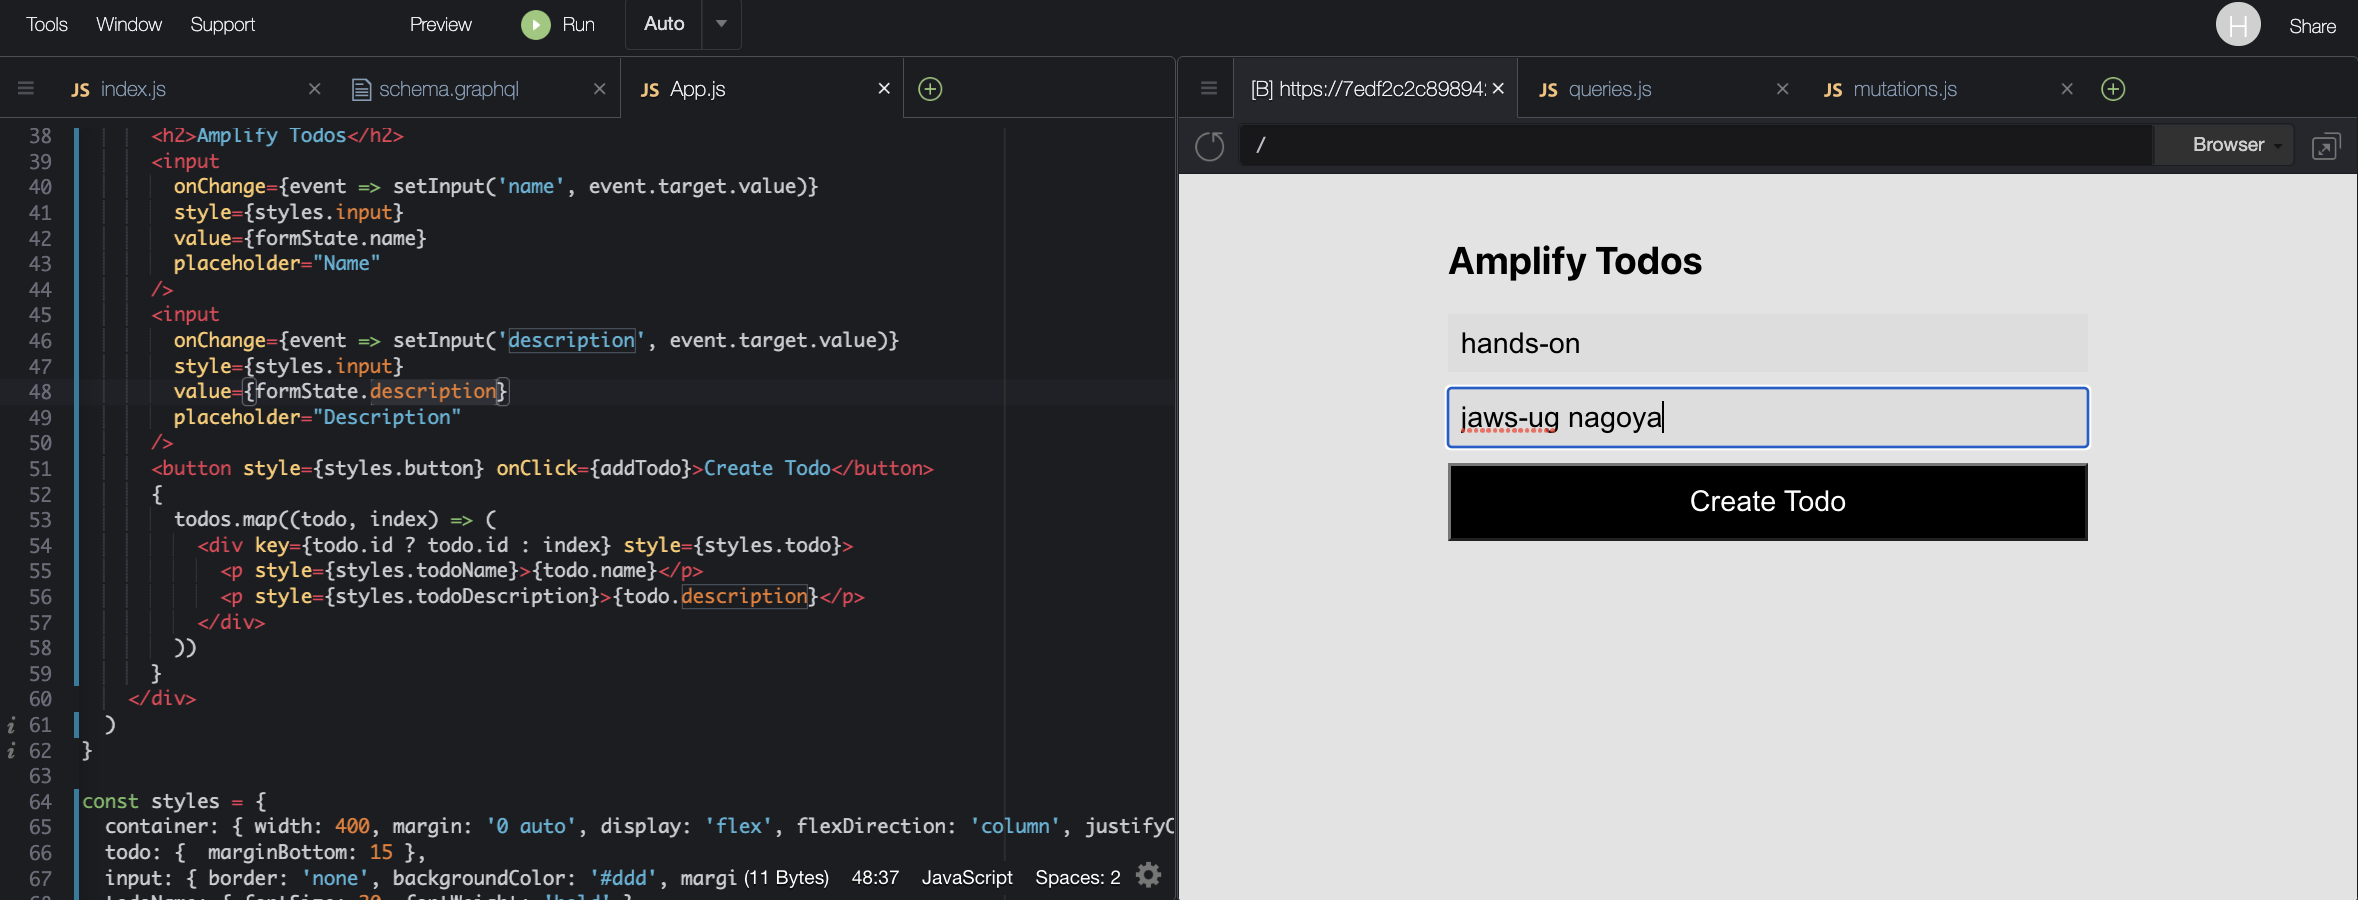 Tools Window Support Preview Run Auto H Share
JS index.js × schema.graphql × JS App.js ×
[B] https://7edf2c2c89894 × JS queries.js × JS mutations.js ×
/ Browser
38 <h2>Amplify Todos</h2>
39 <input
40 onChange={event => setInput('name', event.target.value)}
41 style={styles.input}
42 value={formState.name}
43 placeholder="Name"
44 />
45 <input
46 onChange={event => setInput('description', event.target.value)}
47 style={styles.input}
48 value={formState.description}
49 placeholder="Description"
50 />
51 <button style={styles.button} onClick={addTodo}>Create Todo</button>
52 {
53 todos.map((todo, index) => (
54 <div key={todo.id ? todo.id : index} style={styles.todo}>
55 <p style={styles.todoName}>{todo.name}</p>
56 <p style={styles.todoDescription}>{todo.description}</p>
57 </div>
58 ))
59 }
60 </div>
i 61 )
i 62 }
63
64 const styles = {
65 container: { width: 400, margin: '0 auto', display: 'flex', flexDirection: 'column', justifyC
66 todo: { marginBottom: 15 },
67 input: { border: 'none', backgroundColor: '#ddd', margi
(11 Bytes) 48:37 JavaScript Spaces: 2
Amplify Todos
hands-on
jaws-ug nagoya
Create Todo